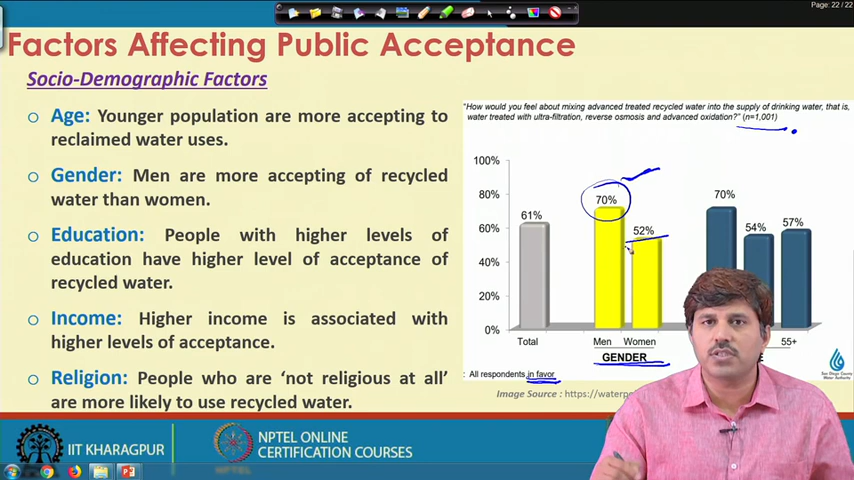 Page: 22 / 22
Factors Affecting Public Acceptance
Socio-Demographic Factors
o Age: Younger population are more accepting to
reclaimed water uses.
o Gender: Men are more accepting of recycled
water than women.
o Education: People with higher levels of
education have higher level of acceptance of
recycled water.
o Income: Higher income is associated with
higher levels of acceptance.
o Religion: People who are ‘not religious at all’
are more likely to use recycled water.
"How would you feel about mixing advanced treated recycled water into the supply of drinking water, that is,
water treated with ultra-filtration, reverse osmosis and advanced oxidation?" (n=1,001)
100%
80%
60%
40%
20%
0%
61%
70%
52%
70%
54%
57%
Total
Men
Women
55+
GENDER
: All respondents in favor
San Diego County
Water Authority
Image Source : https://waterp
IIT KHARAGPUR
NPTEL ONLINE
CERTIFICATION COURSES
NPTEL